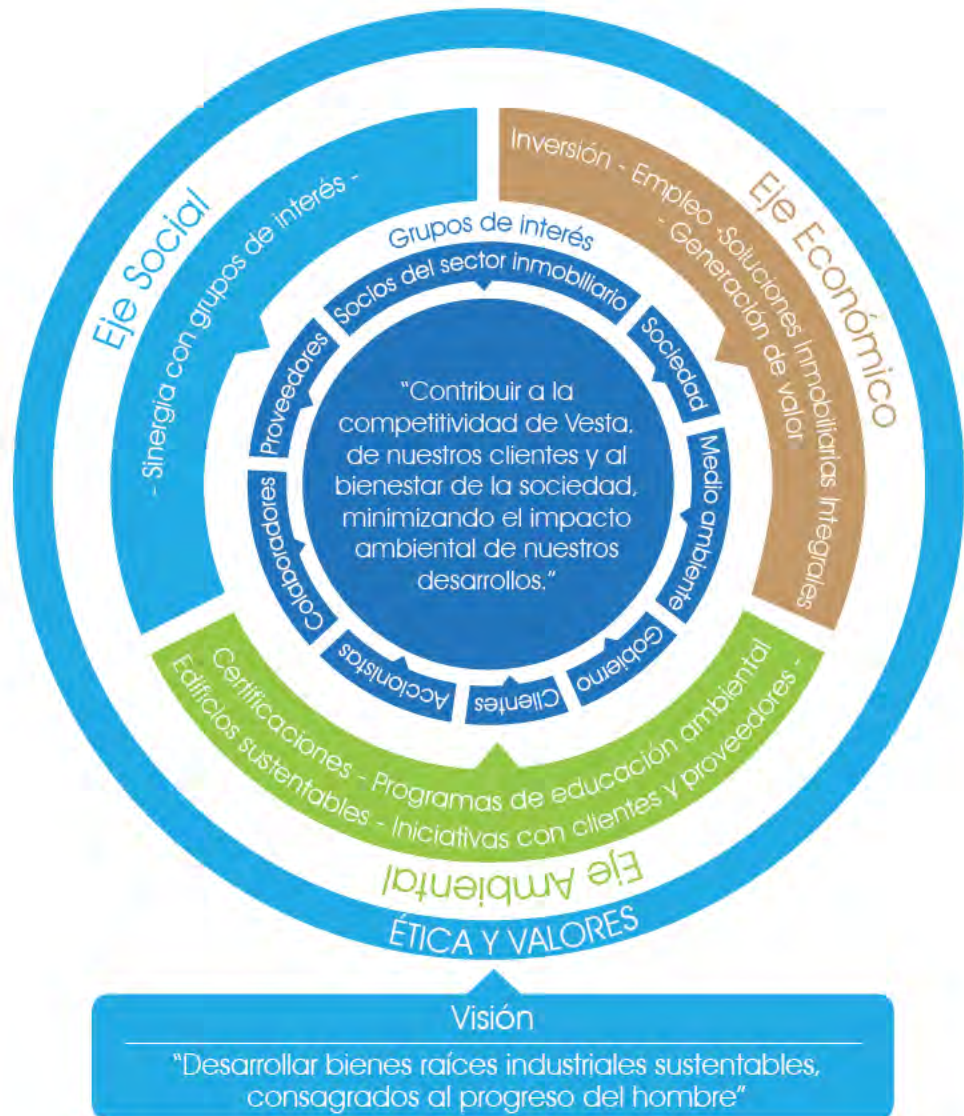 Eje Social
- Sinergia con grupos de interés -
Eje Económico
Inversión - Empleo -Soluciones Inmobiliarias Integrales
- Generación de valor
Grupos de interés
Socios del sector inmobiliario
Sociedad
Medio ambiente
Gobierno
Clientes
Accionistas
Colaboradores
Proveedores
"Contribuir a la
competitividad de Vesta,
de nuestros clientes y al
bienestar de la sociedad,
minimizando el impacto
ambiental de nuestros
desarrollos."
Certificaciones - Programas de educación ambiental
Edificios sustentables - Iniciativas con clientes y proveedores -
Eje Ambiental
ÉTICA Y VALORES
Visión
"Desarrollar bienes raíces industriales sustentables,
consagrados al progreso del hombre"